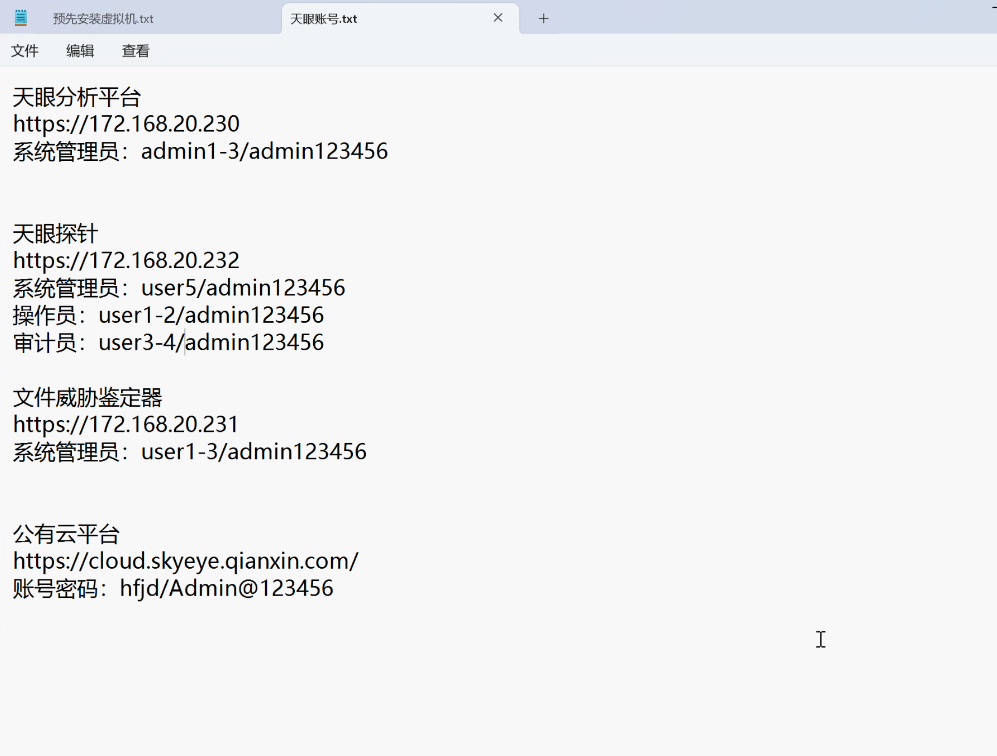 预先安装虚拟机.txt
天眼账号.txt
文件 编辑 查看
天眼分析平台
https://172.168.20.230
系统管理员：admin1-3/admin123456
天眼探针
https://172.168.20.232
系统管理员：user5/admin123456
操作员：user1-2/admin123456
审计员：user3-4/admin123456
文件威胁鉴定器
https://172.168.20.231
系统管理员：user1-3/admin123456
公有云平台
https://cloud.skyeye.qianxin.com/
账号密码：hfjd/Admin@123456